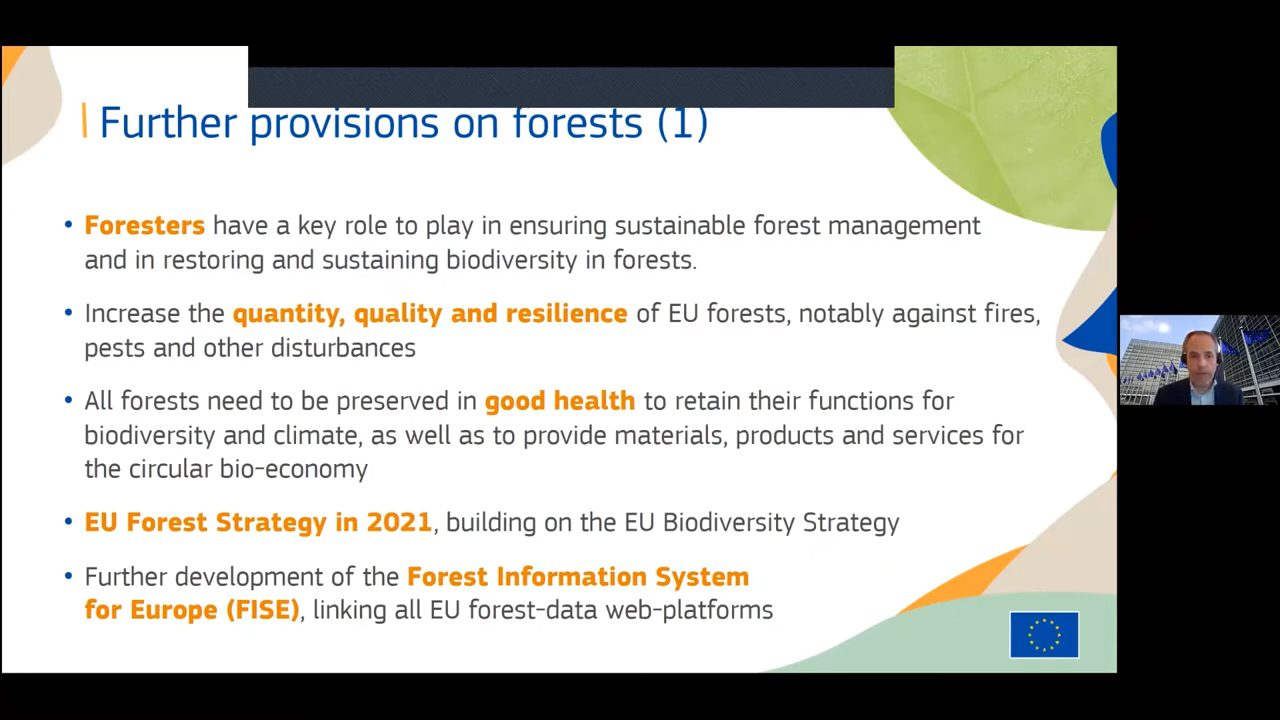 Further provisions on forests (1)
• Foresters have a key role to play in ensuring sustainable forest management
and in restoring and sustaining biodiversity in forests.
• Increase the quantity, quality and resilience of EU forests, notably against fires,
pests and other disturbances
• All forests need to be preserved in good health to retain their functions for
biodiversity and climate, as well as to provide materials, products and services for
the circular bio-economy
• EU Forest Strategy in 2021, building on the EU Biodiversity Strategy
• Further development of the Forest Information System
for Europe (FISE), linking all EU forest-data web-platforms